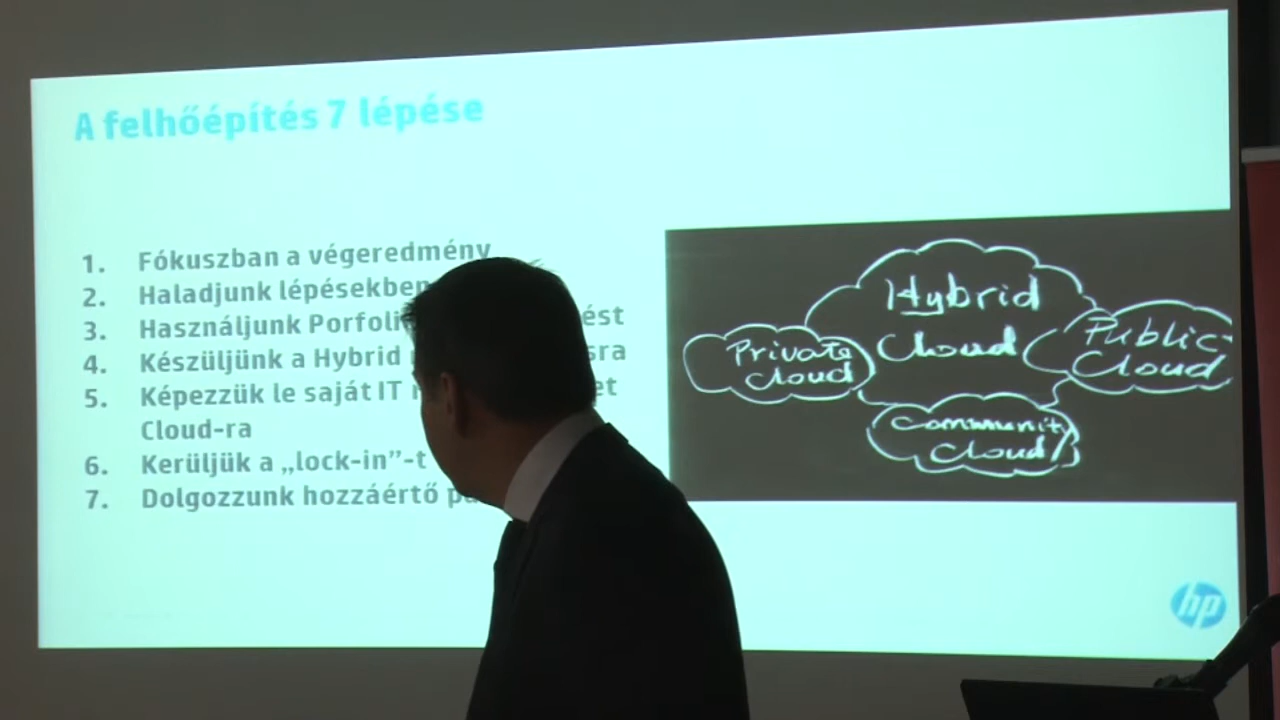 A felhőépítés 7 lépése
1. Fókuszban a végeredmény
2. Haladjunk lépésekben
3. Használjunk
4. Készüljünk a Hybrid
5. Képezzük le saját IT
Cloud-ra
6. Kerüljük a „lock-in”-t
7. Dolgozzunk hozzáértő
Hybrid
Cloud
Private
Cloud
Public
Cloud
Community
Cloud
hp